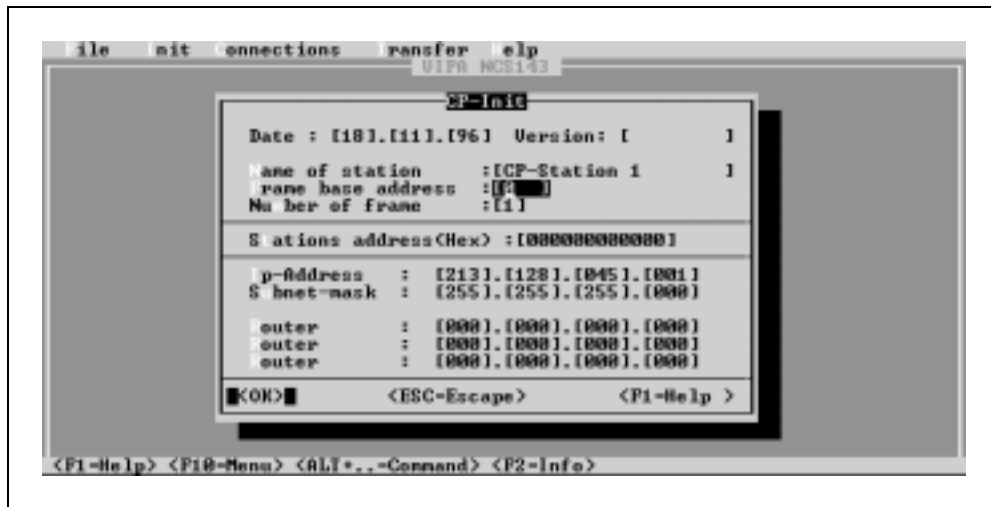 ile nit onnections ransfer elp
VIPA NCS143
CP-Init
Date : [18].[11].[96] Version: [ ]
ame of station :[CP-Station 1 ]
rame base address :[0 ]
Nu ber of frame :[1]
S ations address(Hex) :[000000000000]
p-Address : [213].[128].[045].[001]
S bnet-mask : [255].[255].[255].[000]
outer : [000].[000].[000].[000]
outer : [000].[000].[000].[000]
outer : [000].[000].[000].[000]
<OK> <ESC-Escape> <F1-Help >
<F1-Help> <F10-Menu> <ALT+..-Command> <F2-Info>